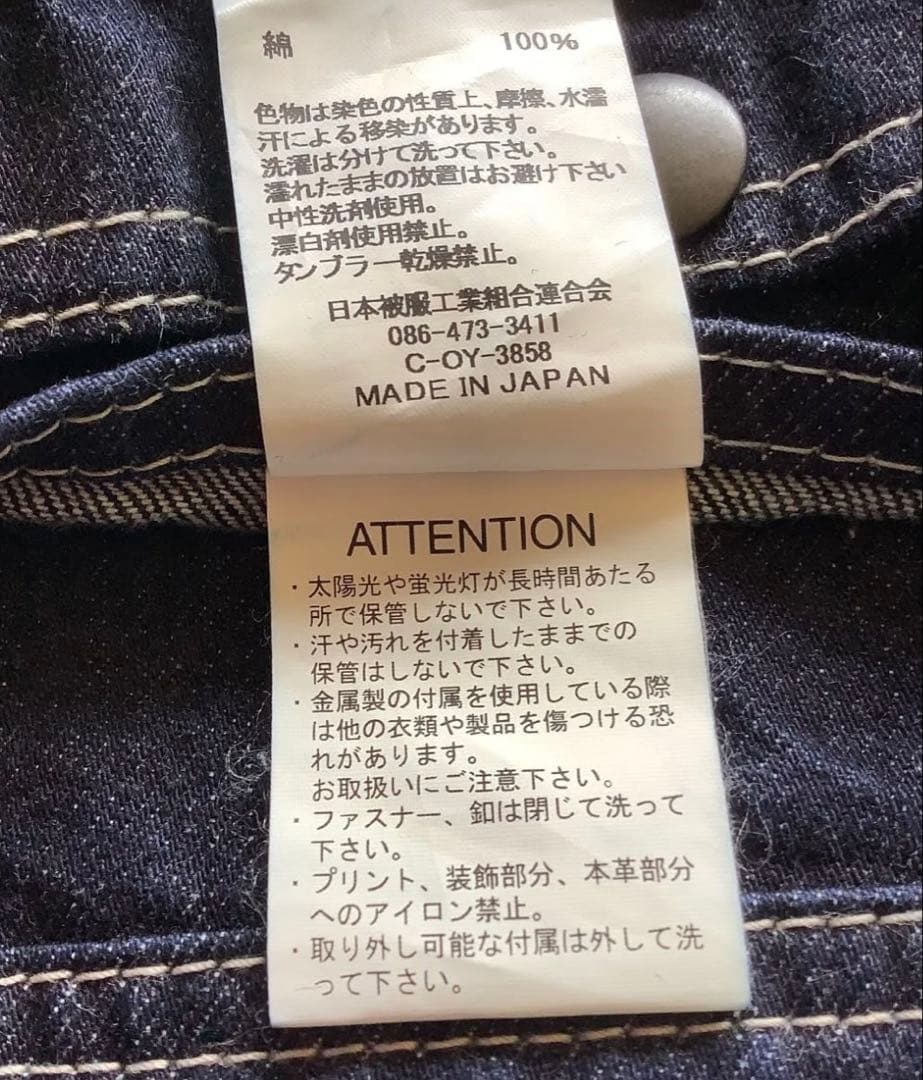 綿 100%
色物は染色の性質上、摩擦、水濡
汗による移染があります。
洗濯は分けて洗って下さい。
濡れたままの放置はお避け下さい
中性洗剤使用。
漂白剤使用禁止。
タンブラー乾燥禁止。
日本被服工業組合連合会
086-473-3411
C-OY-3858
MADE IN JAPAN
ATTENTION
・太陽光や蛍光灯が長時間あたる
所で保管しないで下さい。
・汗や汚れを付着したままでの
保管はしないで下さい。
・金属製の付属を使用している際
は他の衣類や製品を傷つける恐
れがあります。
お取扱いにご注意下さい。
・ファスナー、釦は閉じて洗って
下さい。
・プリント、装飾部分、本革部分
へのアイロン禁止。
・取り外し可能な付属は外して洗
って下さい。